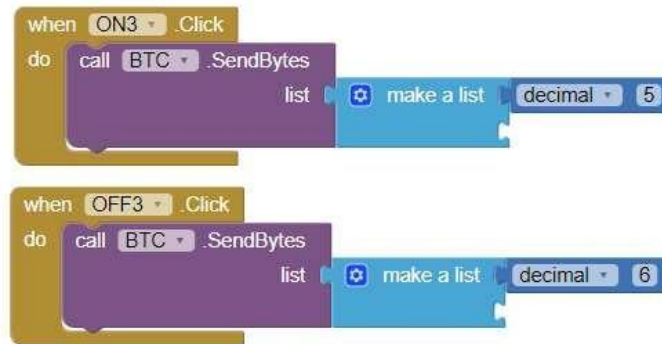 when ON3 .Click
do call BTC .SendBytes
list make a list decimal 5
when OFF3 .Click
do call BTC .SendBytes
list make a list decimal 6